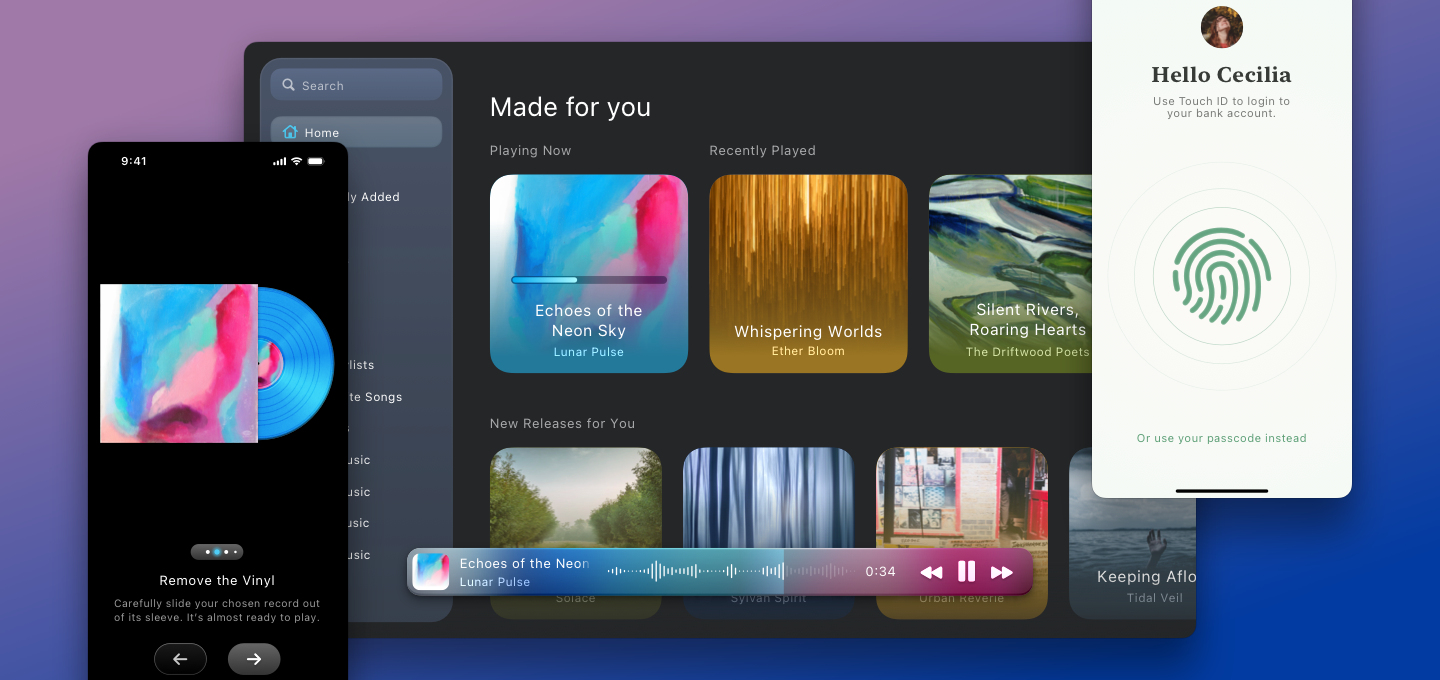 Search
Home
ly Added
lists
te Songs
s
usic
usic
usic
usic
Made for you
Playing Now
Recently Played
Echoes of the
Neon Sky
Lunar Pulse
Whispering Worlds
Ether Bloom
Silent Rivers,
Roaring Hearts
The Driftwood Poets
New Releases for You
Solace
Sylvan Spirit
Urban Reverie
Keeping Aflo
Tidal Veil
Echoes of the Neon
Lunar Pulse
0:34
9:41
Remove the Vinyl
Carefully slide your chosen record out
of its sleeve. It's almost ready to play.
Hello Cecilia
Use Touch ID to login to
your bank account.
Or use your passcode instead